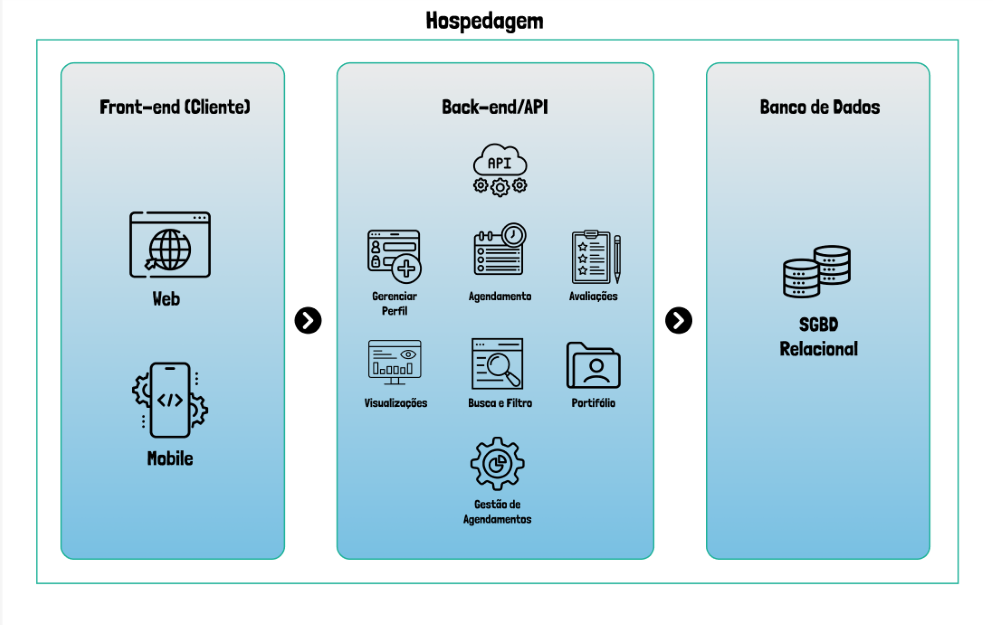 Hospedagem
Front-end (Cliente)
Web
</>
Mobile
Back-end/API
API
Gerenciar
Perfil
Agendamento
Avaliações
Visualizações
Busca e Filtro
Portifólio
Gestão de
Agendamentos
Banco de Dados
SGBD
Relacional